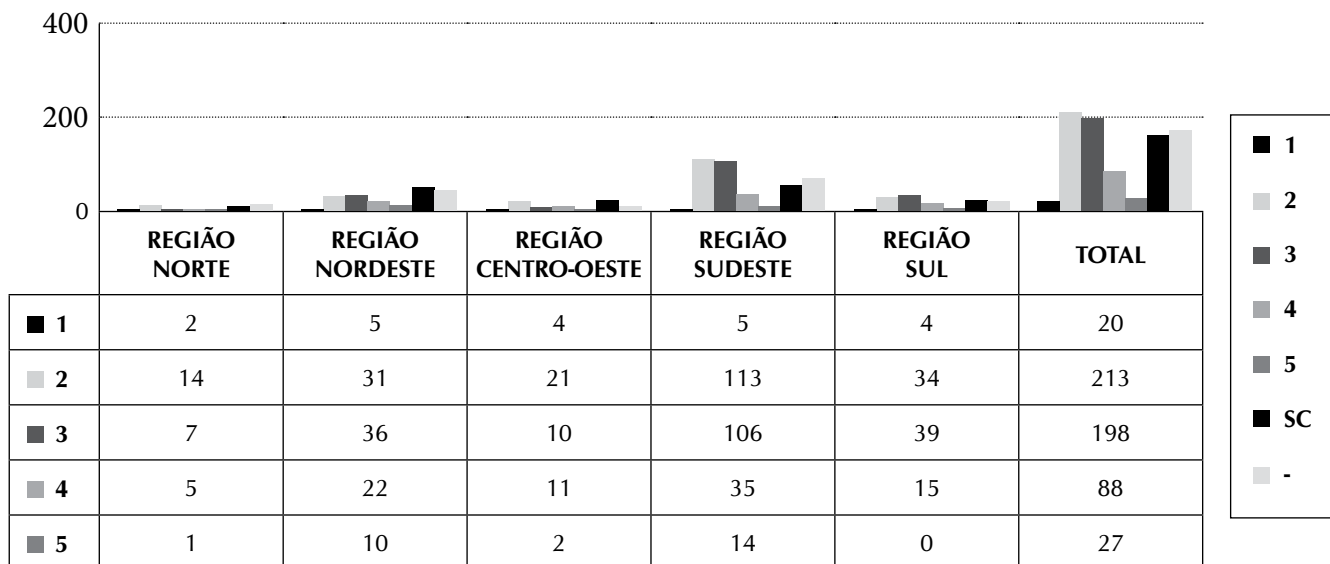 400
200
0
REGIÃO NORTE REGIÃO NORDESTE REGIÃO CENTRO-OESTE REGIÃO SUDESTE REGIÃO SUL TOTAL
1 2 5 4 5 4 20
2 14 31 21 113 34 213
3 7 36 10 106 39 198
4 5 22 11 35 15 88
5 1 10 2 14 0 27
1
2
3
4
5
SC
-